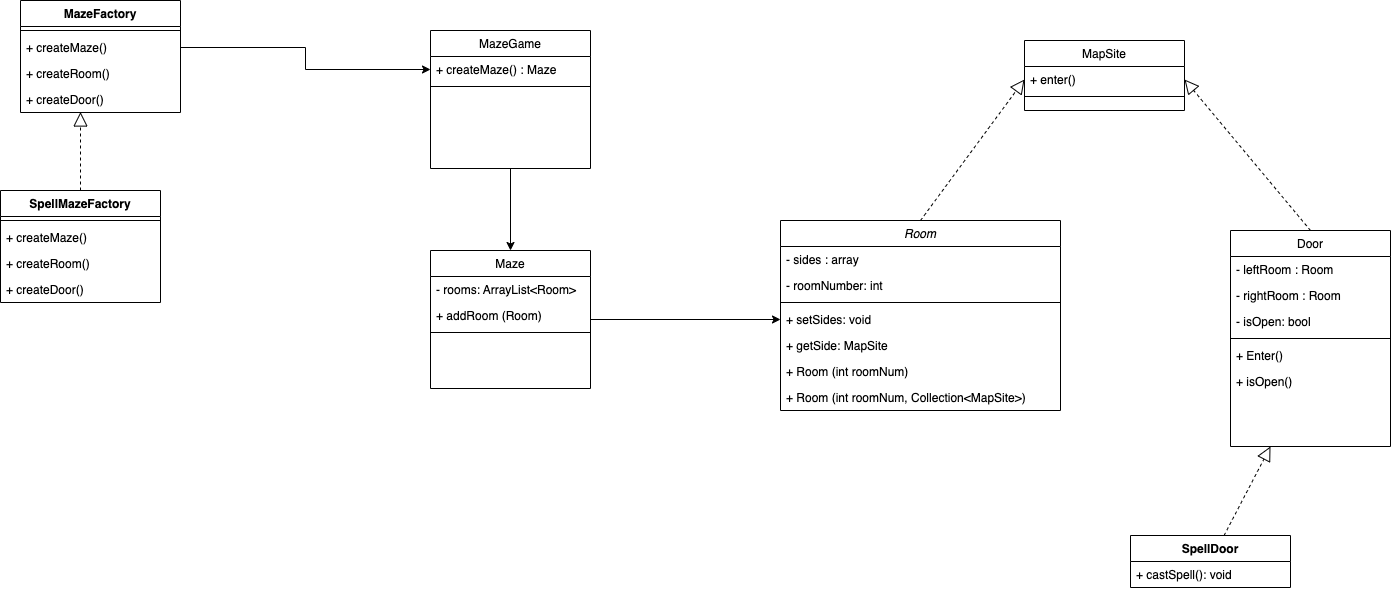 MazeFactory
+ createMaze()
+ createRoom()
+ createDoor()
SpellMazeFactory
+ createMaze()
+ createRoom()
+ createDoor()
MazeGame
+ createMaze() : Maze
Maze
- rooms: ArrayList<Room>
+ addRoom (Room)
Room
- sides : array
- roomNumber: int
+ setSides: void
+ getSide: MapSite
+ Room (int roomNum)
+ Room (int roomNum, Collection<MapSite>)
MapSite
+ enter()
Door
- leftRoom : Room
- rightRoom : Room
- isOpen: bool
+ Enter()
+ isOpen()
SpellDoor
+ castSpell(): void